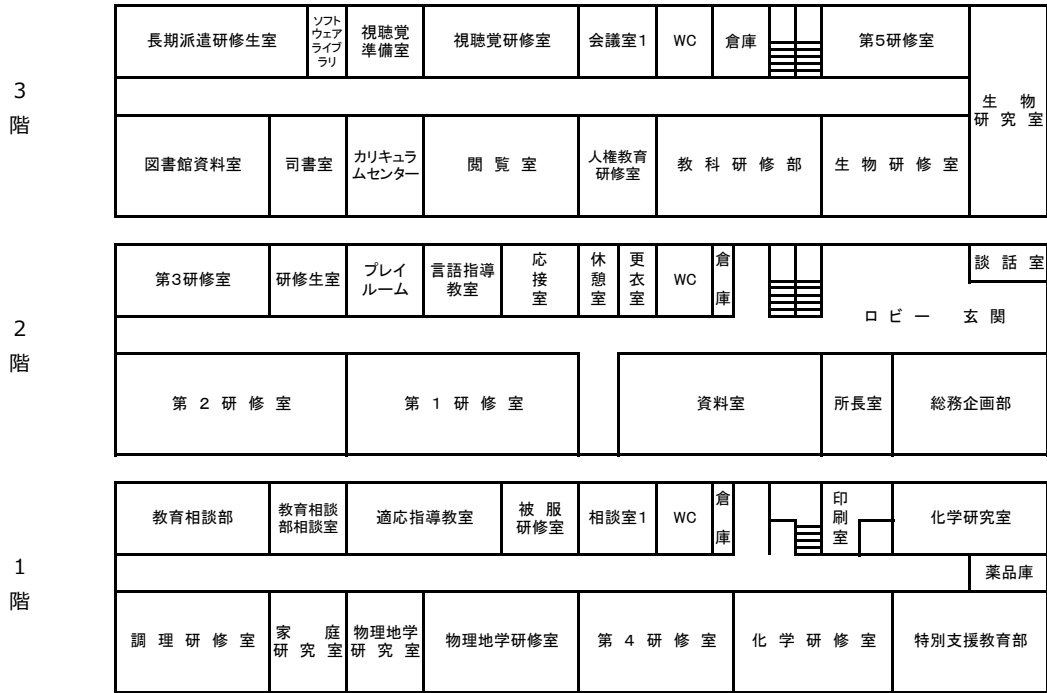 3
階
長期派遣研修生室
ソフト
ウェア
ライブ
ラリ
視聴覚
準備室
視聴覚研修室
会議室1
WC
倉庫
第5研修室
生物
研究室
図書館資料室
司書室
カリキュラ
ムセンター
閲覧室
人権教育
研修室
教科研修部
生物研修室
2
階
第3研修室
研修生室
プレイ
ルーム
言語指導
教室
応接室
休憩室
更衣室
WC
倉庫
談話室
ロビー 玄関
第2研修室
第1研修室
資料室
所長室
総務企画部
1
階
教育相談部
教育相談
部相談室
適応指導教室
被服
研修室
相談室1
WC
倉庫
印刷室
化学研究室
薬品庫
調理研修室
家庭
研究室
物理地学
研究室
物理地学研修室
第4研修室
化学研修室
特別支援教育部